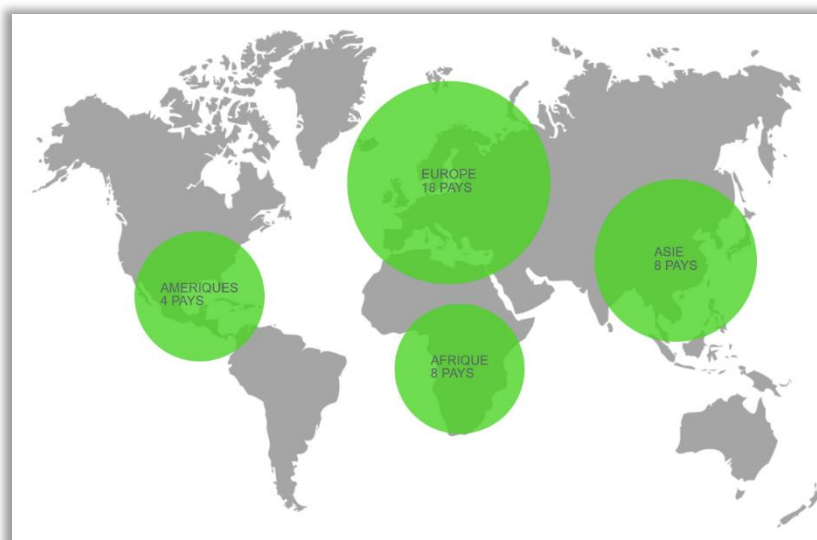 EUROPE
18 PAYS
ASIE
8 PAYS
AMERIQUES
4 PAYS
AFRIQUE
8 PAYS